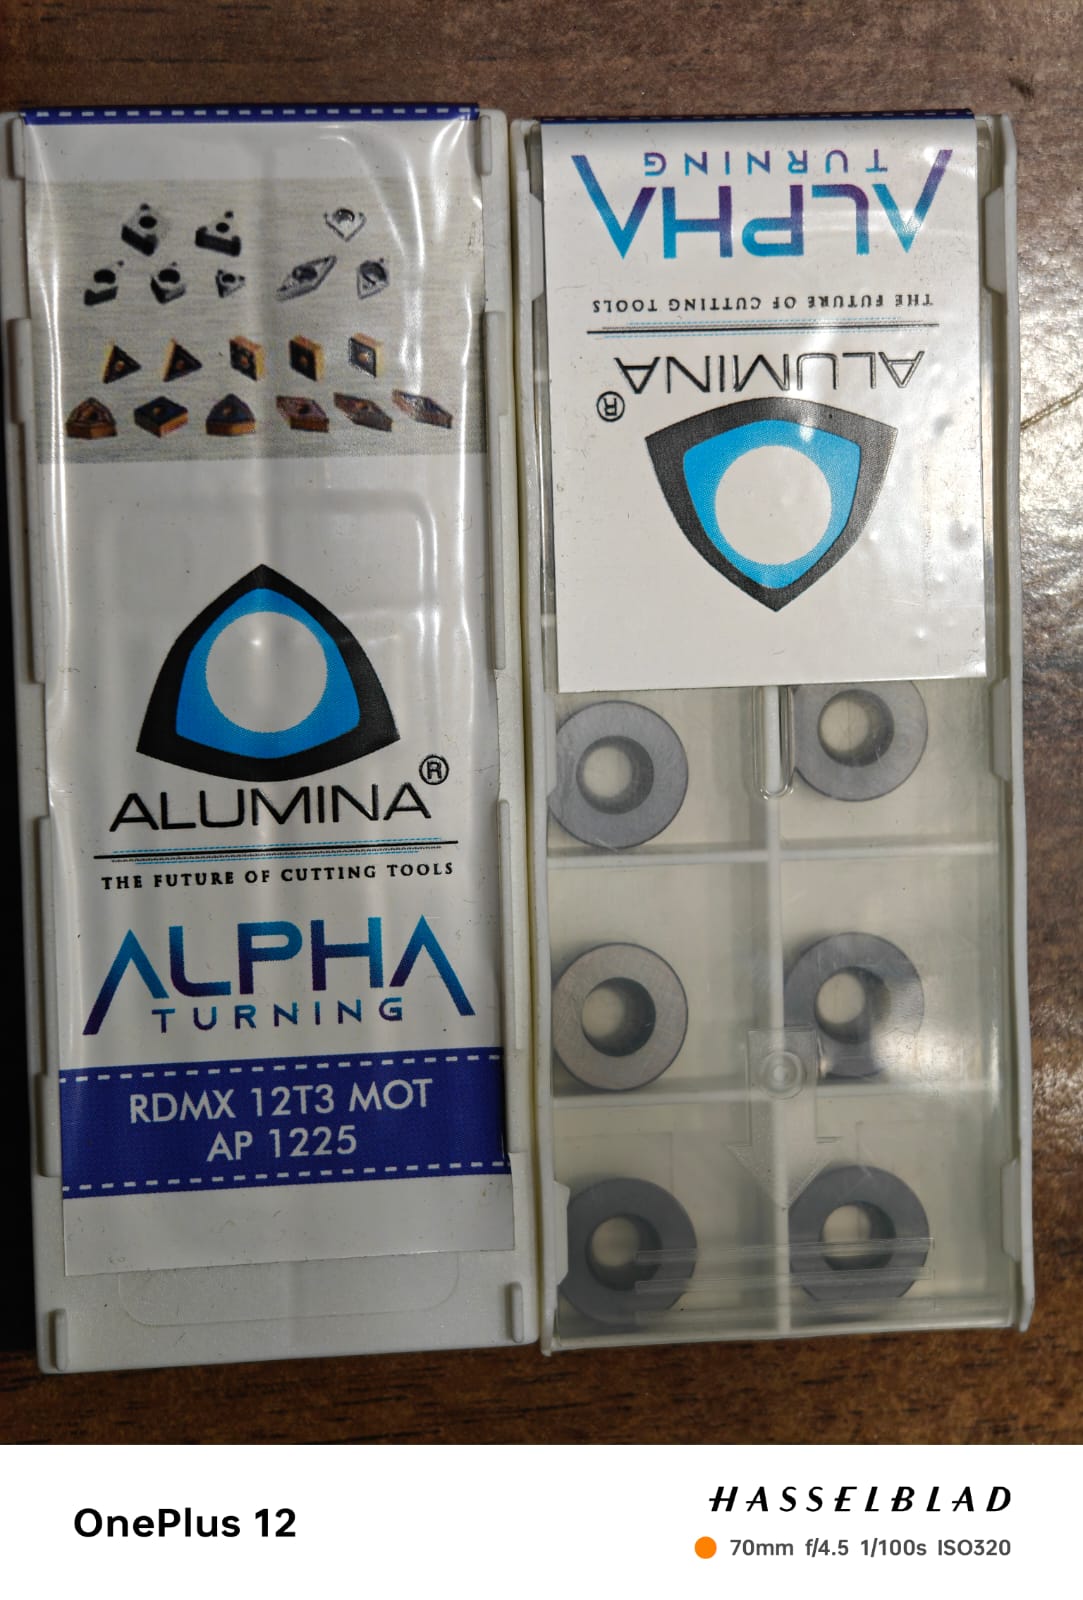 ALUMINA®
THE FUTURE OF CUTTING TOOLS
ALPHA
TURNING
RDMX 12T3 MOT
AP 1225
ALPHA
TURNING
THE FUTURE OF CUTTING TOOLS
ALUMINA®
OnePlus 12
HASSELBLAD
70mm f/4.5 1/100s ISO320